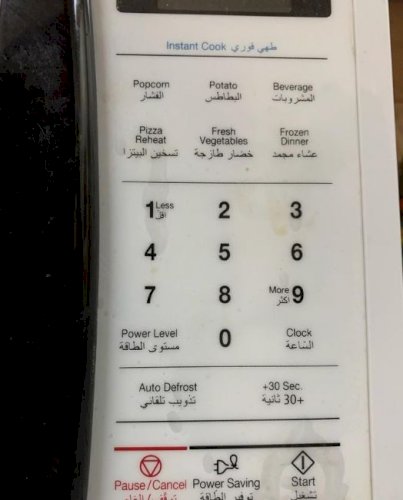 Instant Cook طهي فوري
Popcorn Potato Beverage
الفشار البطاطس المشروبات
Pizza Fresh Frozen
Reheat Vegetables Dinner
تسخين البيتزا خضار طازجة عشاء مجمد
1 Less أقل 2 3
4 5 6
7 8 More أكثر 9
Power Level 0 Clock
مستوى الطاقة الساعة
Auto Defrost +30 Sec.
تذويب تلقائي +30 ثانية
Pause/Cancel Power Saving Start
توفير الطاقة تشغيل